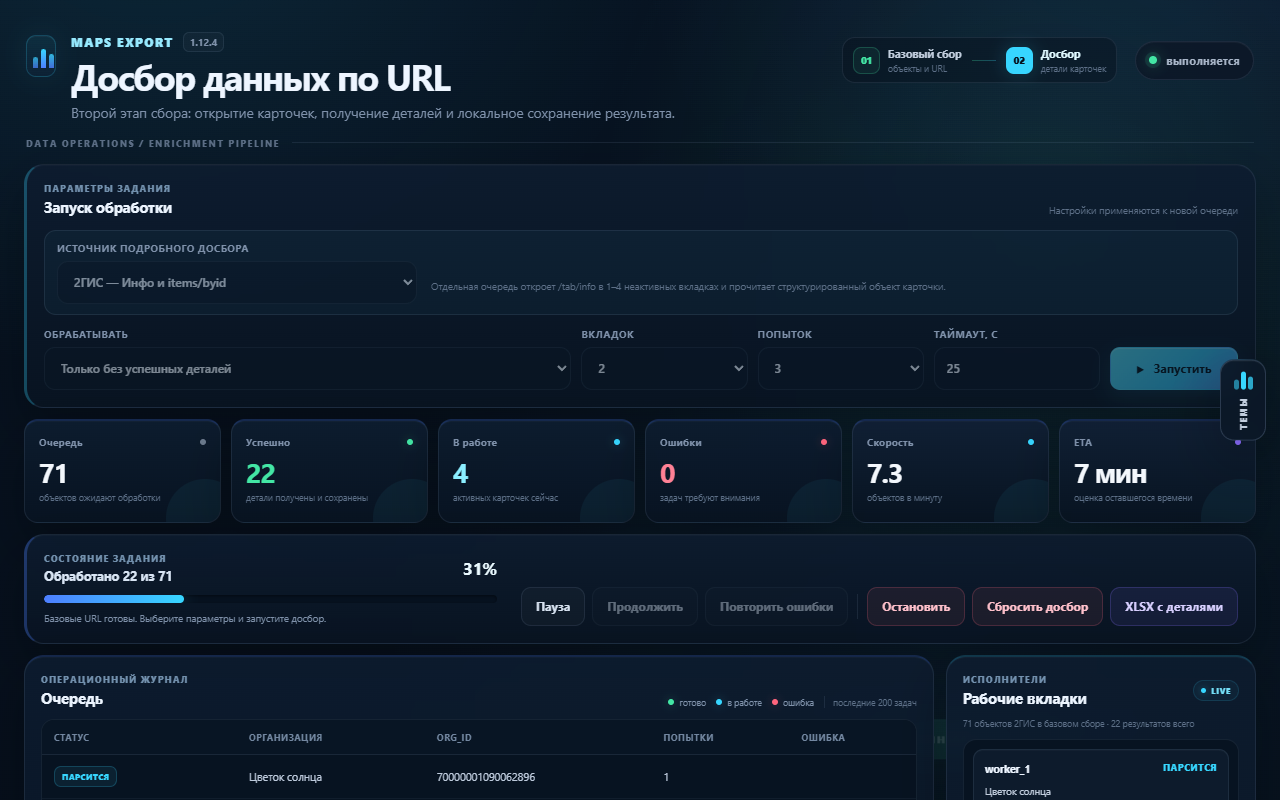 MAPS EXPORT 1.12.4
Досбор данных по URL
Второй этап сбора: открытие карточек, получение деталей и локальное сохранение результата.
01 Базовый сбор объекты и URL
02 Досбор детали карточек
выполняется
DATA OPERATIONS / ENRICHMENT PIPELINE
ПАРАМЕТРЫ ЗАДАНИЯ
Запуск обработки
Настройки применяются к новой очереди
ИСТОЧНИК ПОДРОБНОГО ДОСБОРА
2ГИС — Инфо и items/byid
Отдельная очередь откроет /tab/info в 1–4 неактивных вкладках и прочитает структурированный объект карточки.
ОБРАБАТЫВАТЬ ВКЛАДОК ПОПЫТОК ТАЙМАУТ, С
Только без успешных деталей 2 3 25 Запустить
ТЕМЫ
Очередь Успешно В работе Ошибки Скорость ETA
71 22 4 0 7.3 7 мин
объектов ожидают обработки детали получены и сохранены активных карточек сейчас задач требуют внимания объектов в минуту оценка оставшегося времени
СОСТОЯНИЕ ЗАДАНИЯ
Обработано 22 из 71 31%
Базовые URL готовы. Выберите параметры и запустите досбор.
Пауза Продолжить Повторить ошибки Остановить Сбросить досбор XLSX с деталями
ОПЕРАЦИОННЫЙ ЖУРНАЛ
Очередь
готово в работе ошибка последние 200 задач
СТАТУС ОРГАНИЗАЦИЯ ORG_ID ПОПЫТКИ ОШИБКА
ПАРСИТСЯ Цветок солнца 70000001090062896 1
ИСПОЛНИТЕЛИ
Рабочие вкладки LIVE
71 объектов 2ГИС в базовом сборе · 22 результатов всего
worker_1 ПАРСИТСЯ
Цветок солнца